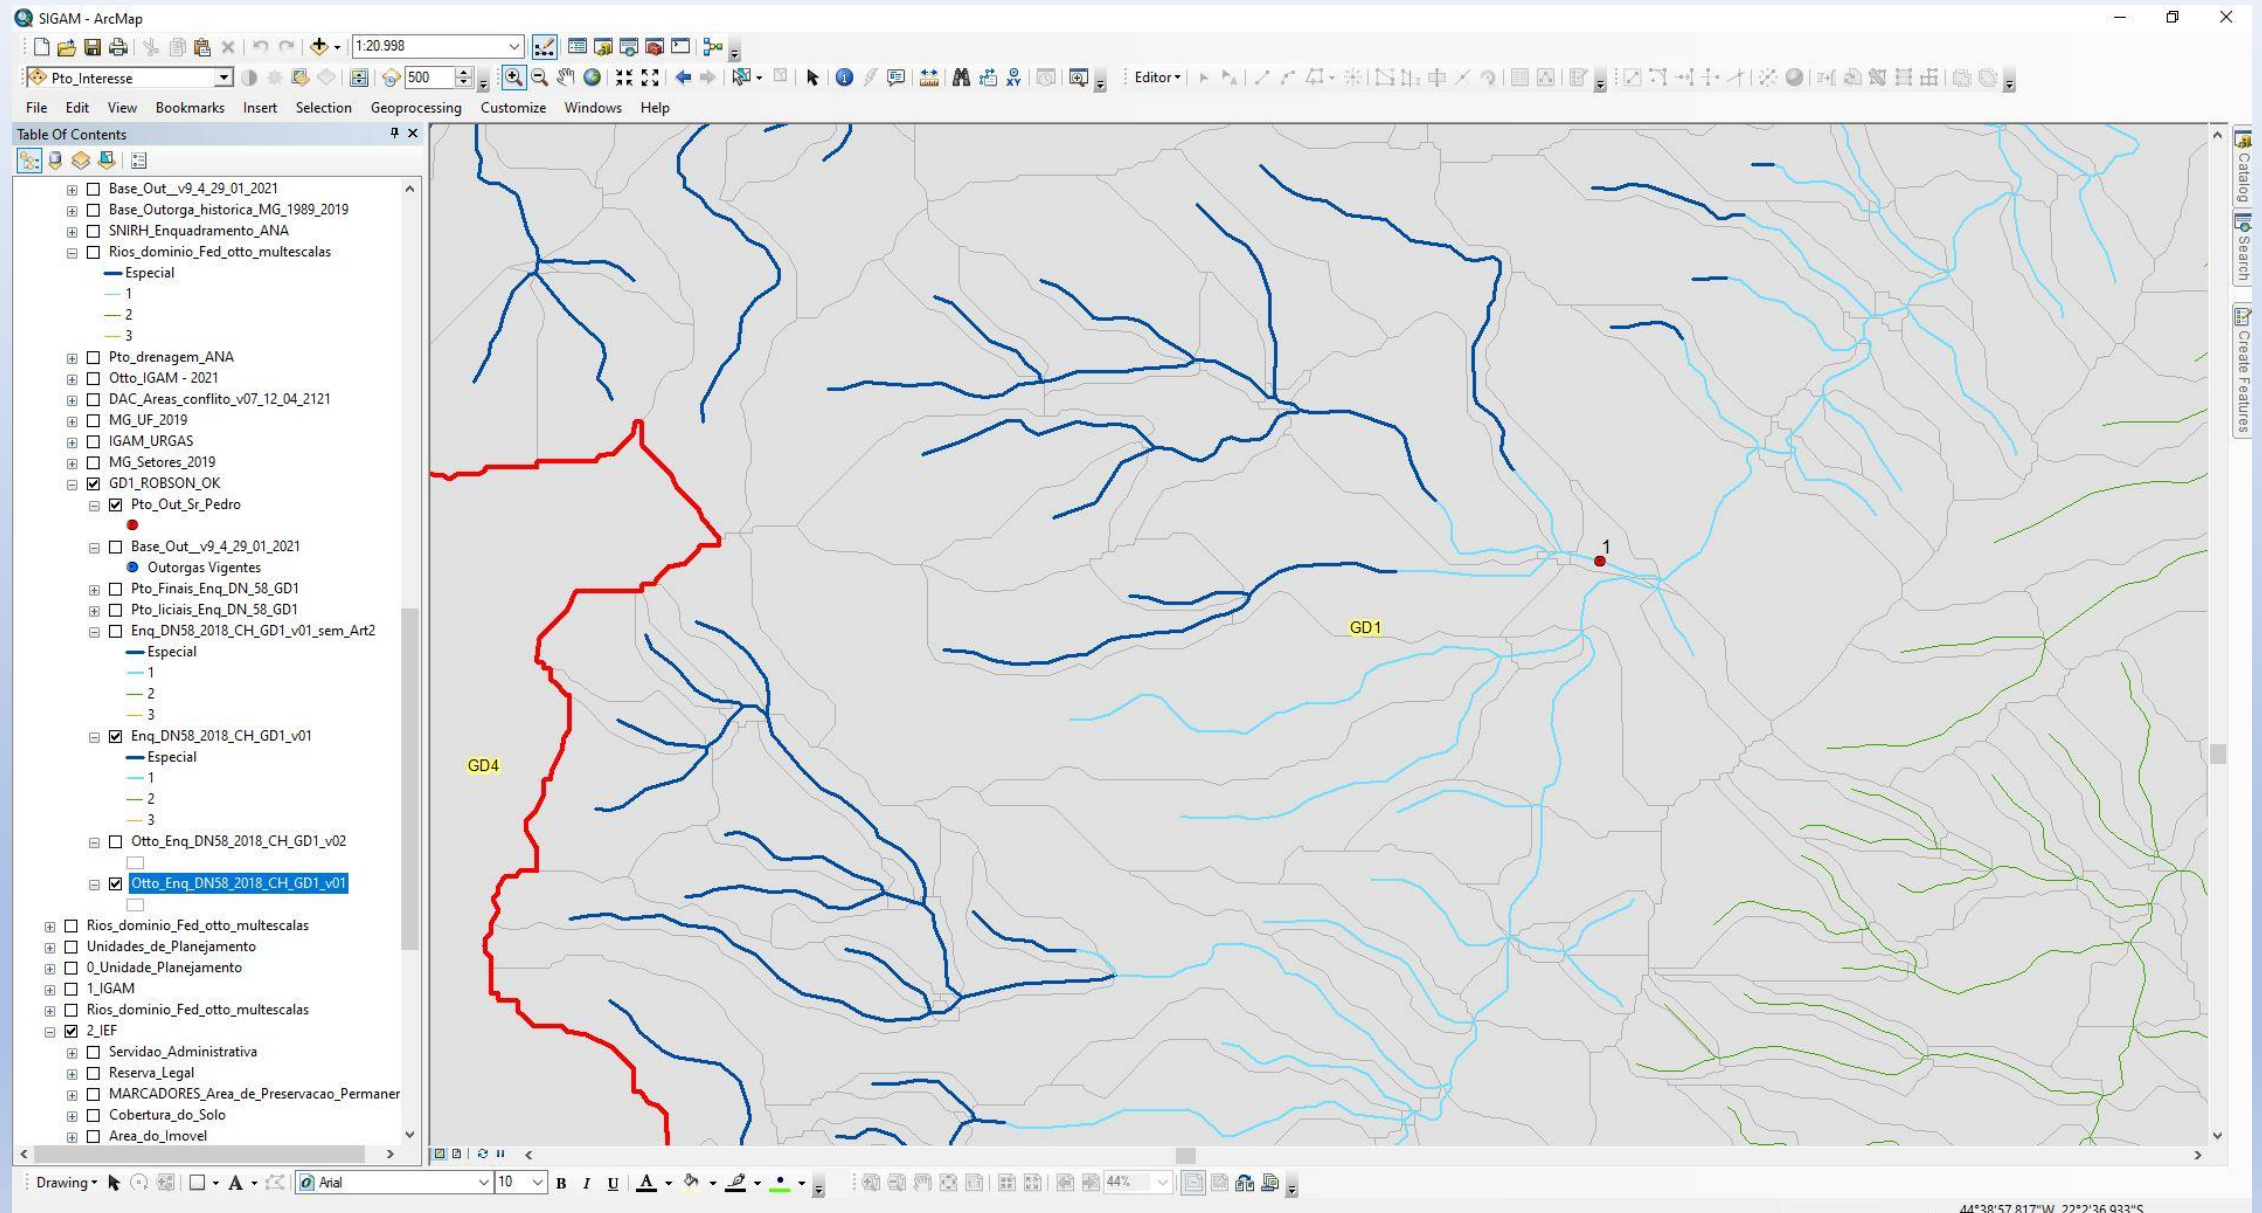 SIGAM - ArcMap
1:20.998
Pto_Interesse
500
Editor
File Edit View Bookmarks Insert Selection Geoprocessing Customize Windows Help
Table Of Contents
Base_Out__v9_4_29_01_2021
Base_Outorga_historica_MG_1989_2019
SNIRH_Enquadramento_ANA
Rios_dominio_Fed_otto_multescalas
Especial
1
2
3
Pto_drenagem_ANA
Otto_IGAM - 2021
DAC_Areas_conflito_v07_12_04_2121
MG_UF_2019
IGAM_URGAS
MG_Setores_2019
GD1_ROBSON_OK
Pto_Out_Sr_Pedro
Base_Out__v9_4_29_01_2021
Outorgas Vigentes
Pto_Finais_Enq_DN_58_GD1
Pto_Iiciais_Enq_DN_58_GD1
Enq_DN58_2018_CH_GD1_v01_sem_Art2
Especial
1
2
3
Enq_DN58_2018_CH_GD1_v01
Especial
1
2
3
Otto_Enq_DN58_2018_CH_GD1_v02
Otto_Enq_DN58_2018_CH_GD1_v01
Rios_dominio_Fed_otto_multescalas
Unidades_de_Planejamento
0_Unidade_Planejamento
1_IGAM
Rios_dominio_Fed_otto_multescalas
2_IEF
Servidao_Administrativa
Reserva_Legal
MARCADORES_Area_de_Preservacao_Permaner
Cobertura_do_Solo
Area_do_Imovel
1
GD1
GD4
Catalog
Search
Create Features
Drawing
A
Arial
10
B I U A
44%
44°38'57,817"W 22°2'36,933"S